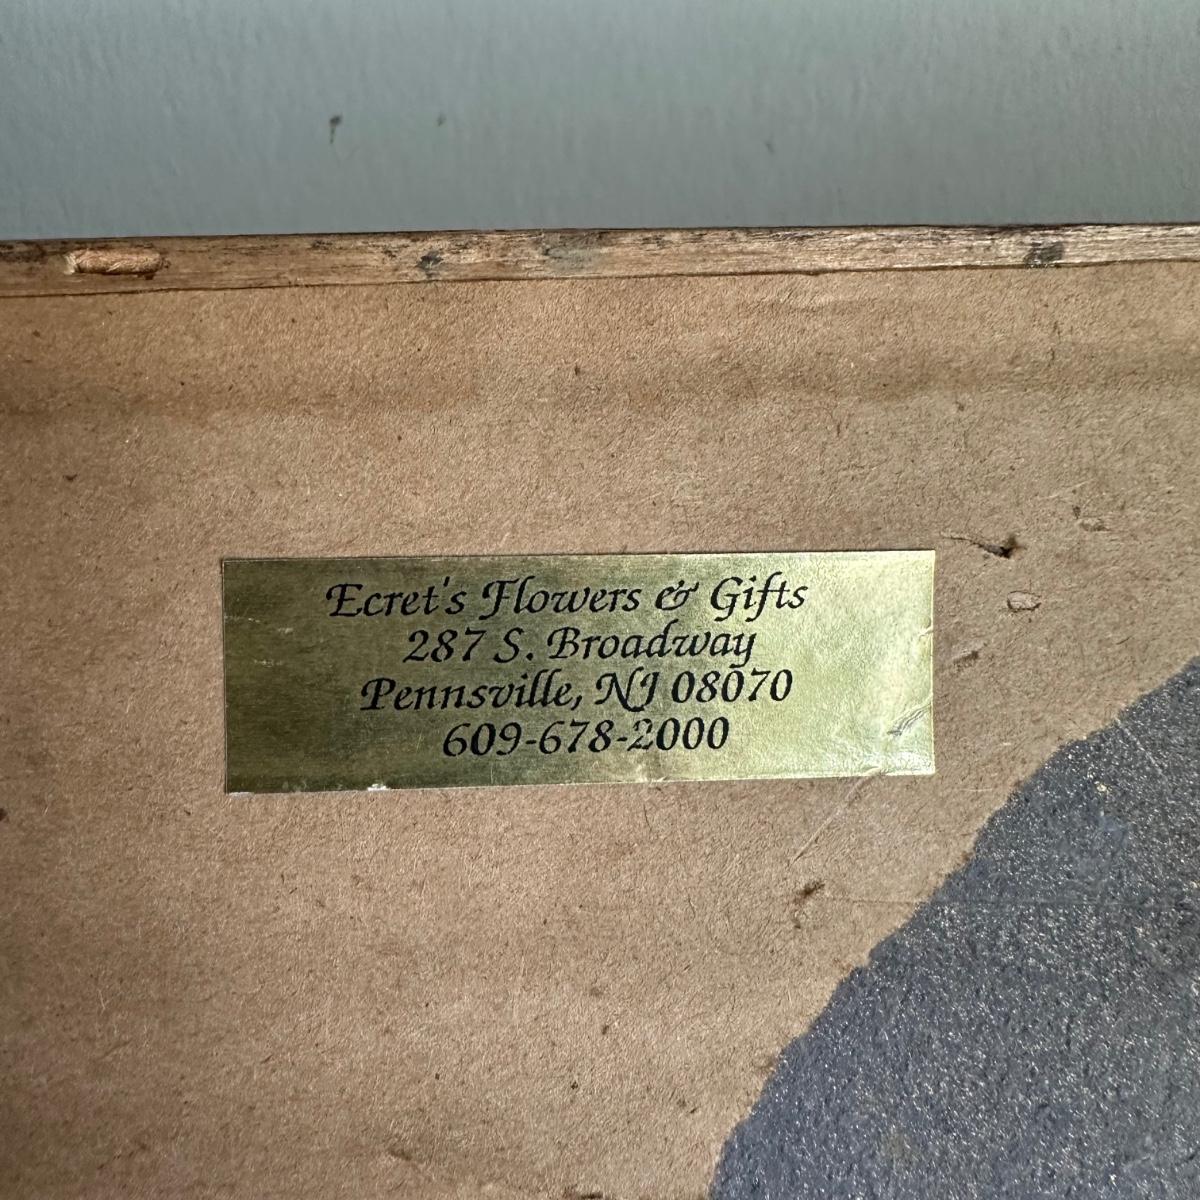 Ecret's Flowers & Gifts
287 S. Broadway
Pennsville, NJ 08070
609-678-2000